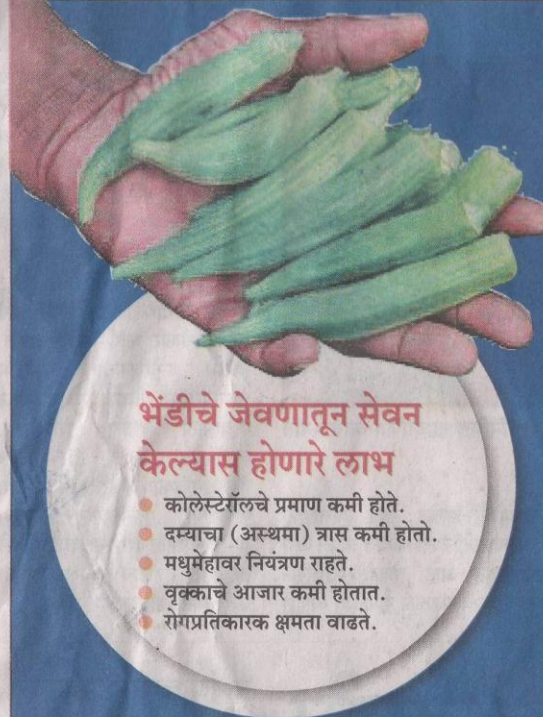 भेंडीचे जेवणातून सेवन
केल्यास होणारे लाभ
कोलेस्टेरॉलचे प्रमाण कमी होते.
दम्याचा (अस्थमा) त्रास कमी होतो.
मधुमेहावर नियंत्रण राहते.
वृक्काचे आजार कमी होतात.
रोगप्रतिकारक क्षमता वाढते.